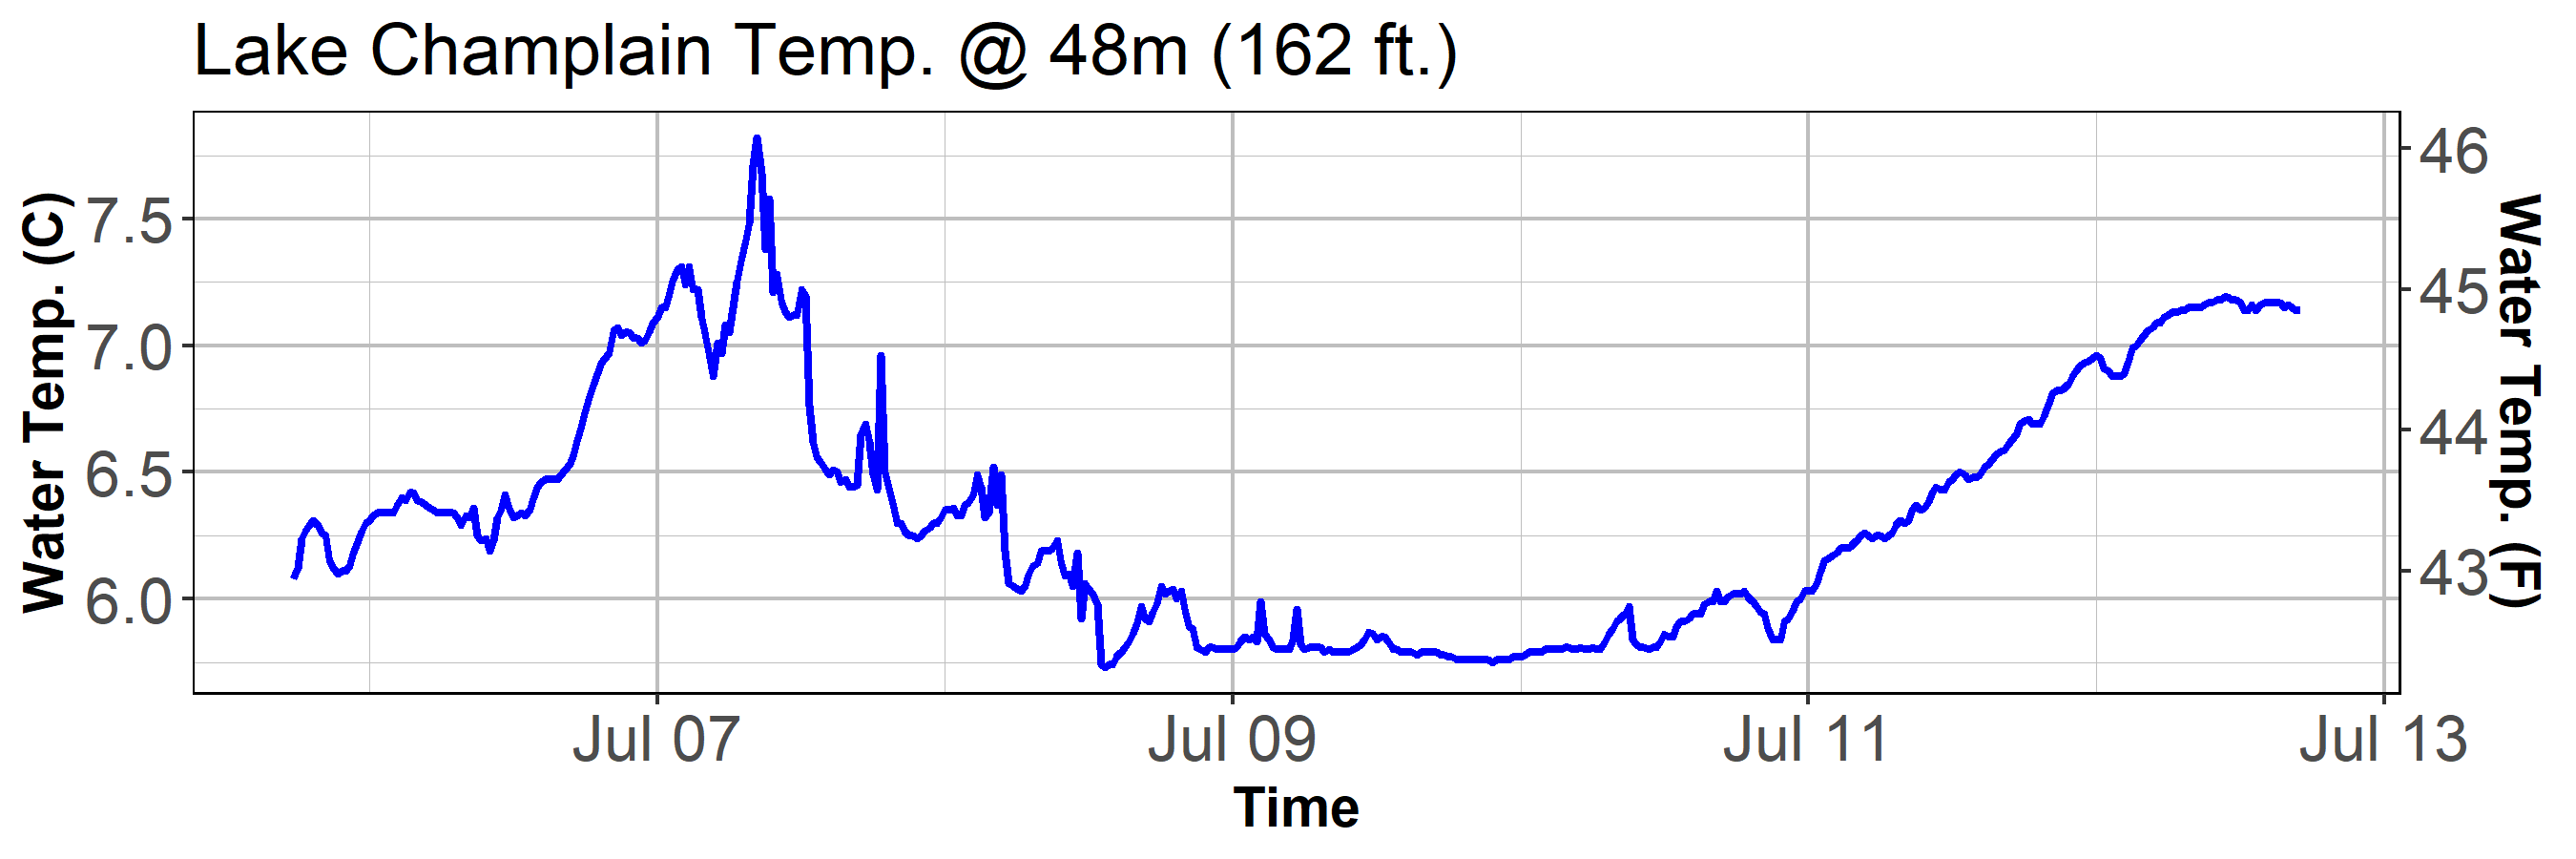 Lake Champlain Temp. @ 48m (162 ft.)
Water Temp. (C)
7.5
7.0
6.5
6.0
46
45
44
43
Water Temp. (F)
Jul 07 Jul 09 Jul 11 Jul 13
Time